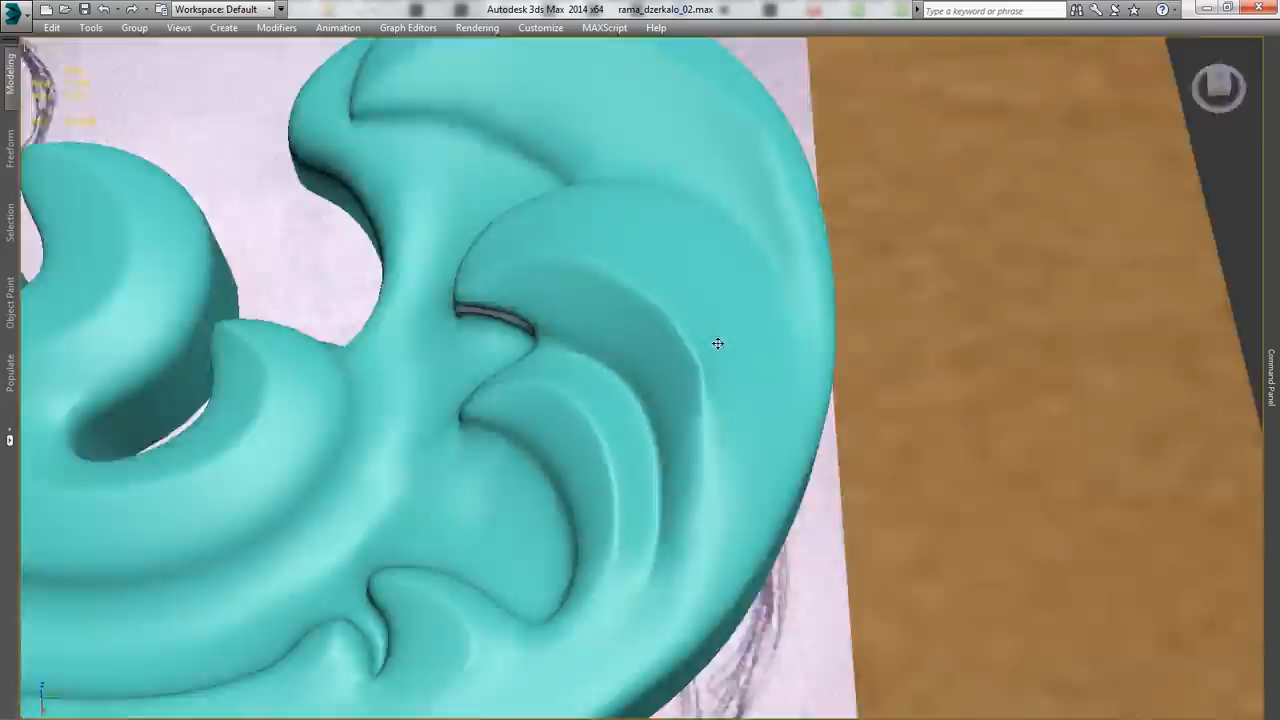 Workspace: Default
Autodesk 3ds Max 2014 x64 rama_dzerkalo_02.max
Type a keyword or phrase
Edit Tools Group Views Create Modifiers Animation Graph Editors Rendering Customize MAXScript Help
Modeling
Freeform
Selection
Object Paint
Populate
Command Panel
z